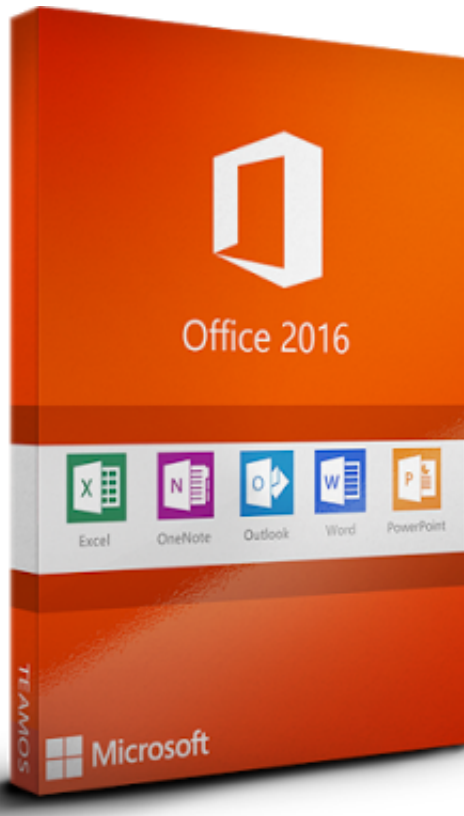 Office 2016
X
N
O
W
P
Excel
OneNote
Outlook
Word
PowerPoint
TEAMOS
Microsoft